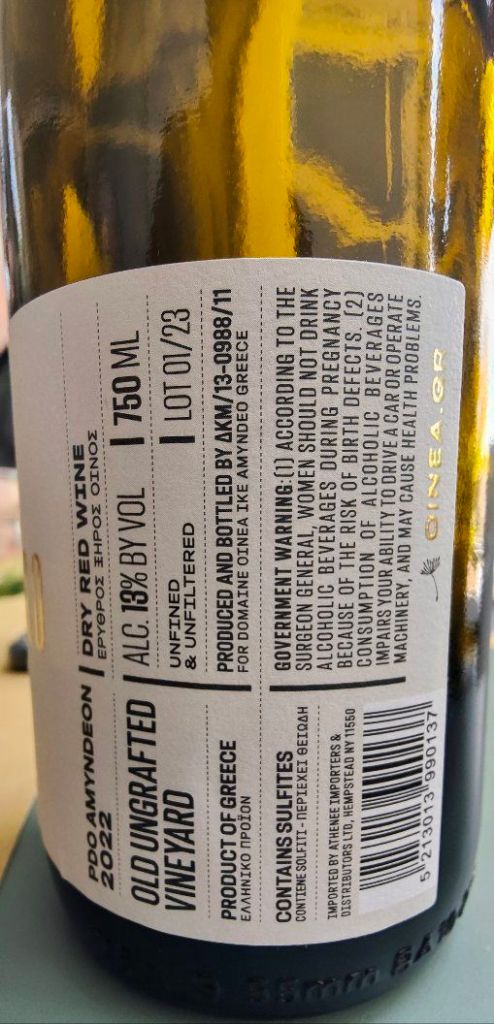 PDO AMYNDEON
2022
DRY RED WINE
ΕΡΥΘΡΟΣ ΞΗΡΟΣ ΟΙΝΟΣ
OLD UNGRAFTED
VINEYARD
ALC. 13% BY VOL
750 ML
UNFINED
& UNFILTERED
LOT 01/23
PRODUCT OF GREECE
ΕΛΛΗΝΙΚΟ ΠΡΟΪΟΝ
PRODUCED AND BOTTLED BY ΔΚΜ/13-0988/11
FOR DOMAINE OINEA IKE AMYNDEO GREECE
CONTAINS SULFITES
CONTIENE SOLFITI - ΠΕΡΙΕΧΕΙ ΘΕΙΩΔΗ
IMPORTED BY ATHENEE IMPORTERS &
DISTRIBUTORS LTD, HEMPSTEAD NY 11550
5 213013 990137
GOVERNMENT WARNING: (1) ACCORDING TO THE
SURGEON GENERAL, WOMEN SHOULD NOT DRINK
ALCOHOLIC BEVERAGES DURING PREGNANCY
BECAUSE OF THE RISK OF BIRTH DEFECTS. (2)
CONSUMPTION OF ALCOHOLIC BEVERAGES
IMPAIRS YOUR ABILITY TO DRIVE A CAR OR OPERATE
MACHINERY, AND MAY CAUSE HEALTH PROBLEMS.
OINEA.GR
55mm